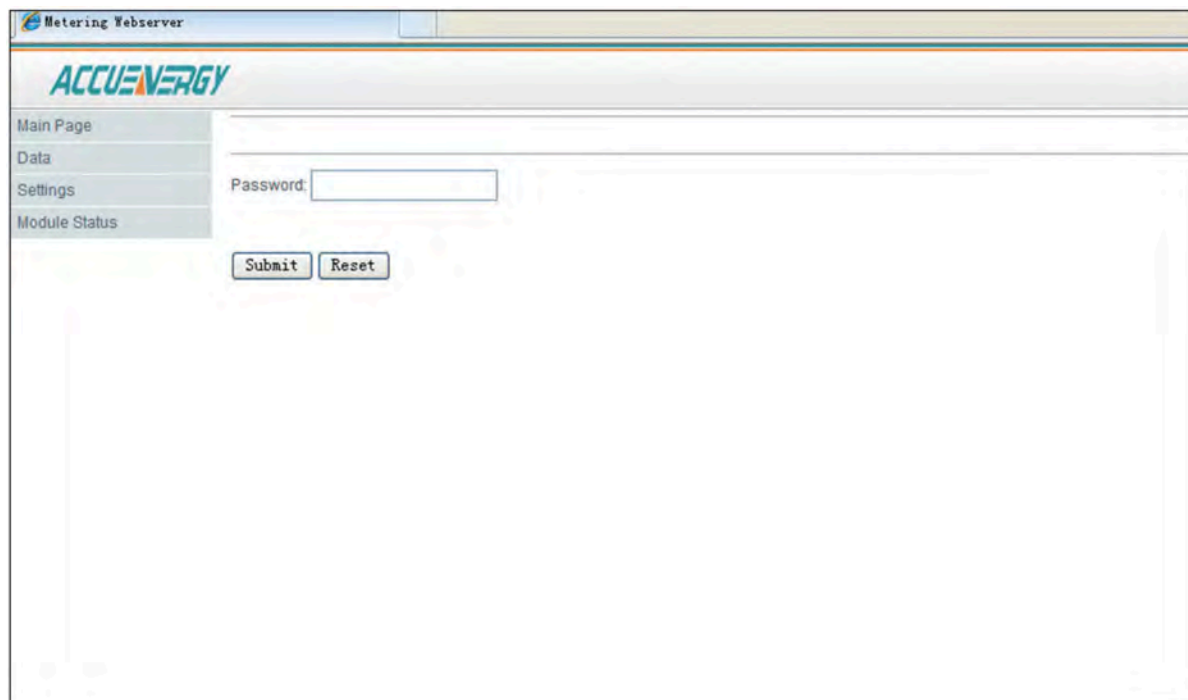 Metering Webserver
ACCUENERGY
Main Page
Data
Settings
Module Status
Password:
Submit Reset